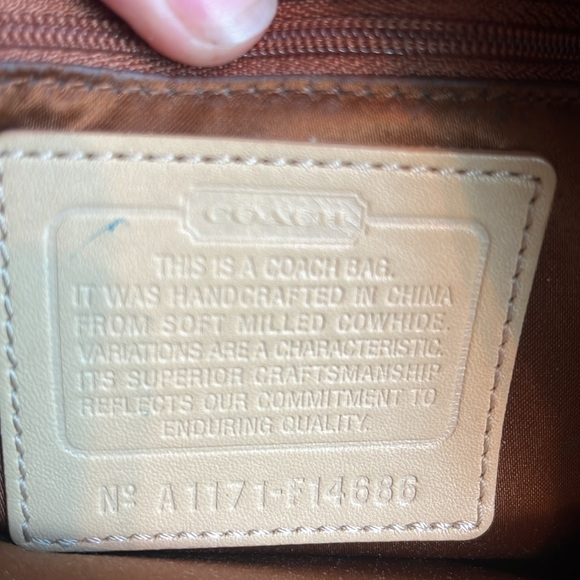 COACH
THIS IS A COACH BAG.
IT WAS HANDCRAFTED IN CHINA
FROM SOFT MILLED COWHIDE.
VARIATIONS ARE A CHARACTERISTIC.
ITS SUPERIOR CRAFTSMANSHIP
REFLECTS OUR COMMITMENT TO
ENDURING QUALITY.
Nº A1171-F14686